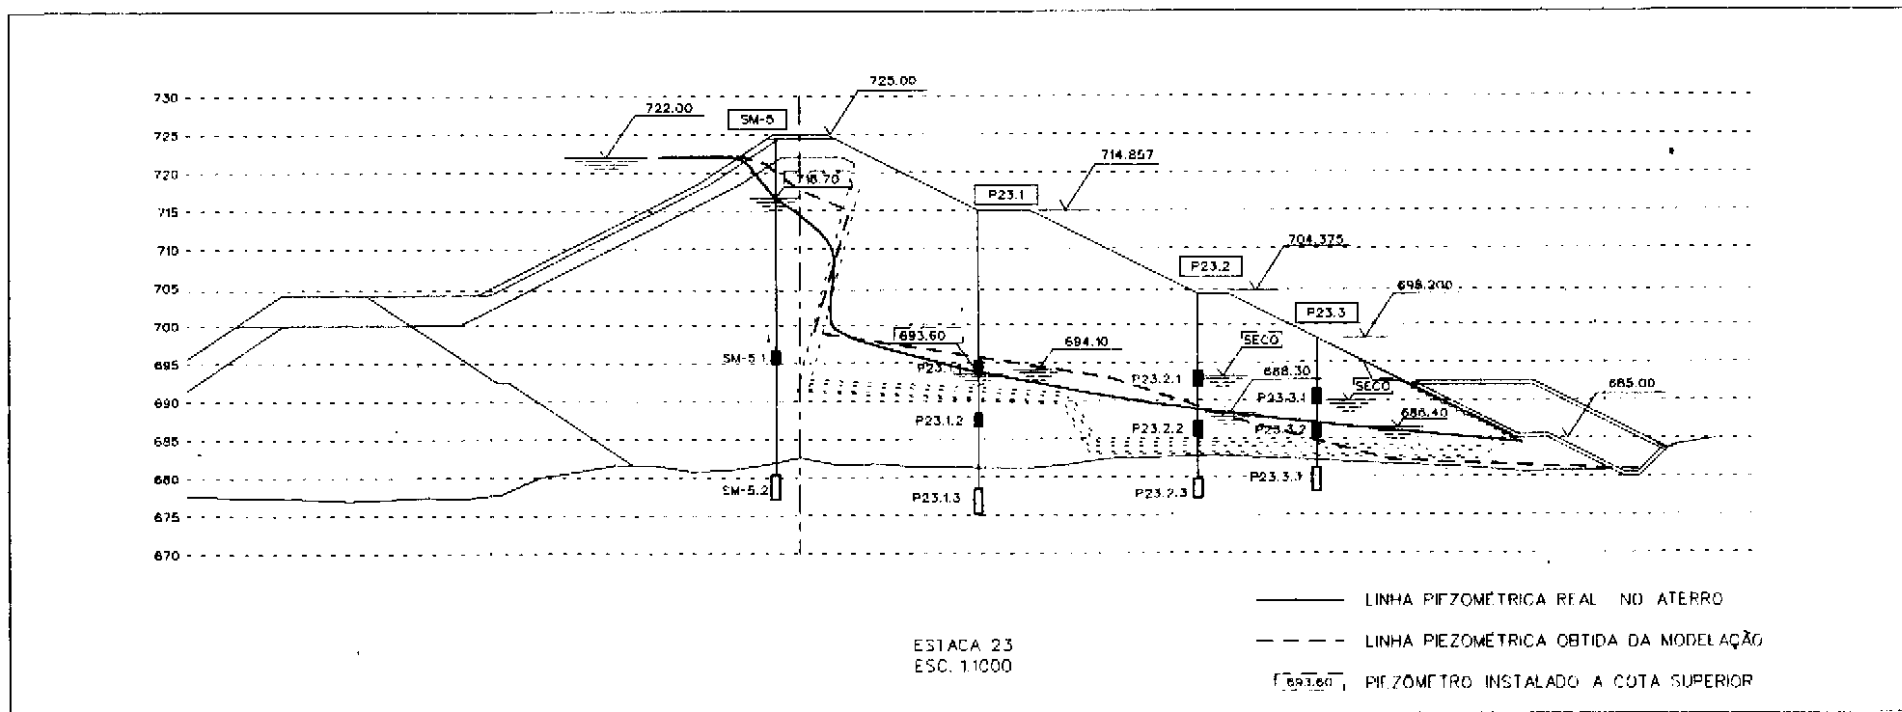 725.00
730
722.00
725
SM-5
720
714.857
718.70
715
P23.1
710
704.375
P23.2
705
698.200
P23.3
700
693.60
694.10
SECO
SM-5.1
695
P23.2.1
688.30
SECO
685.00
690
P23.3.1
686.40
P23.1.2
P23.2.2
P23.3.2
685
680
SM-5.2
P23.1.3
P23.2.3
P23.3.3
675
670
LINHA PIEZOMÉTRICA REAL NO ATERRO
ESTACA 23
LINHA PIEZOMÉTRICA OBTIDA DA MODELAÇÃO
ESC. 1:1000
693.60
PIEZÓMETRO INSTALADO A COTA SUPERIOR